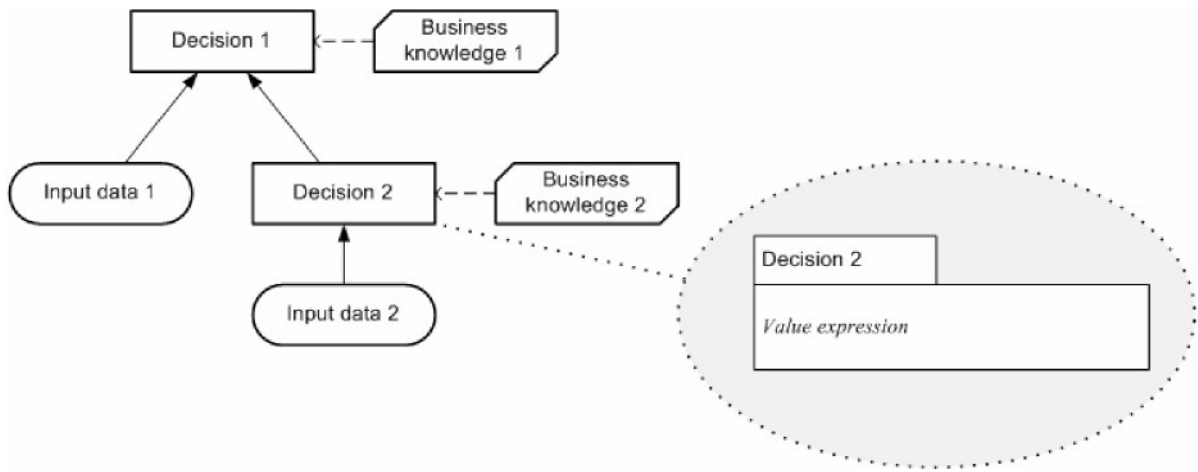 Decision 1
Business
knowledge 1
Input data 1
Decision 2
Business
knowledge 2
Input data 2
Decision 2
Value expression